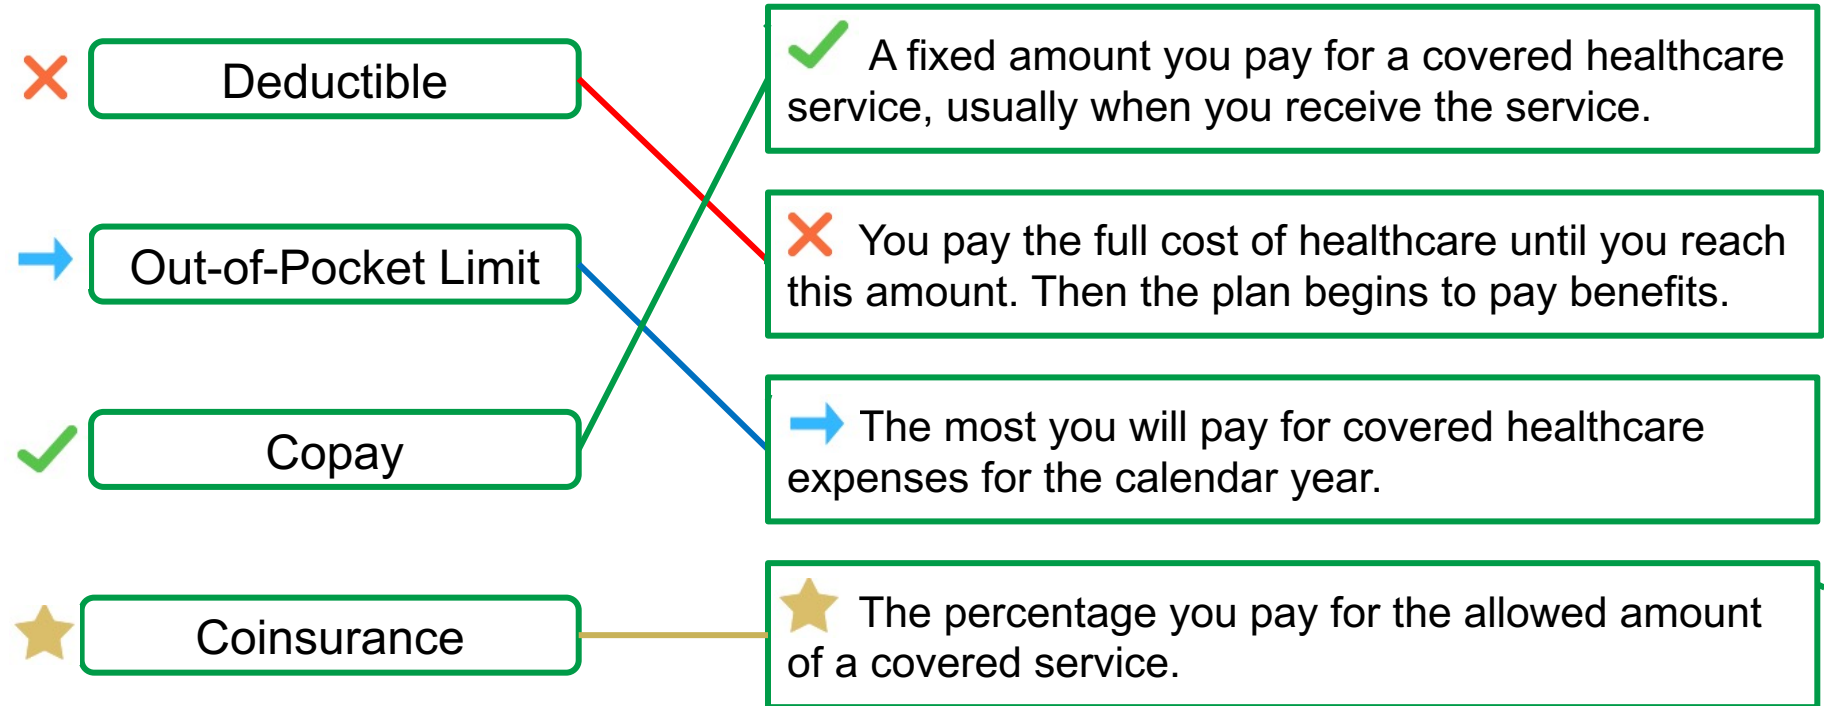 Deductible
A fixed amount you pay for a covered healthcare
service, usually when you receive the service.
Out-of-Pocket Limit
You pay the full cost of healthcare until you reach
this amount. Then the plan begins to pay benefits.
Copay
The most you will pay for covered healthcare
expenses for the calendar year.
Coinsurance
The percentage you pay for the allowed amount
of a covered service.